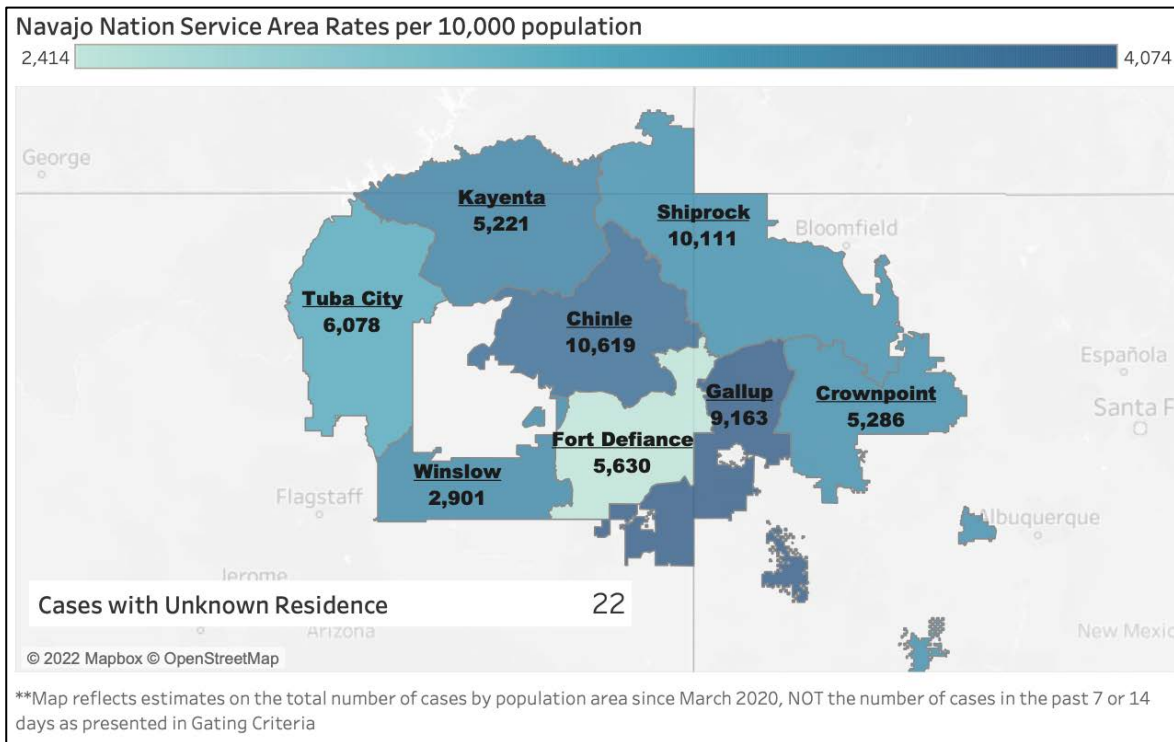 Navajo Nation Service Area Rates per 10,000 population
2,414
4,074
George
Kayenta
5,221
Shiprock
10,111
Bloomfield
Tuba City
6,078
Chinle
10,619
Española
Gallup
9,163
Crownpoint
5,286
Santa F
Fort Defiance
5,630
Winslow
2,901
Flagstaff
Albuquerque
Jerome
Cases with Unknown Residence 22
Arizona
New Mexic
© 2022 Mapbox © OpenStreetMap
**Map reflects estimates on the total number of cases by population area since March 2020, NOT the number of cases in the past 7 or 14
days as presented in Gating Criteria